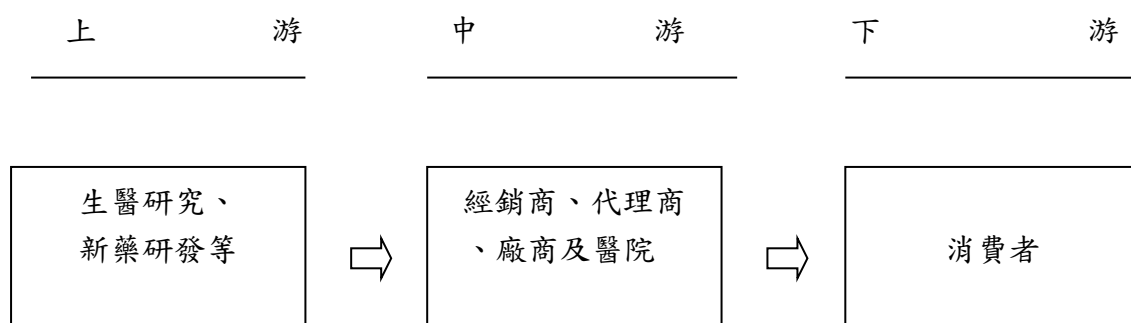 上游
中游
下游
生醫研究、
新藥研發等
經銷商、代理商
、廠商及醫院
消費者